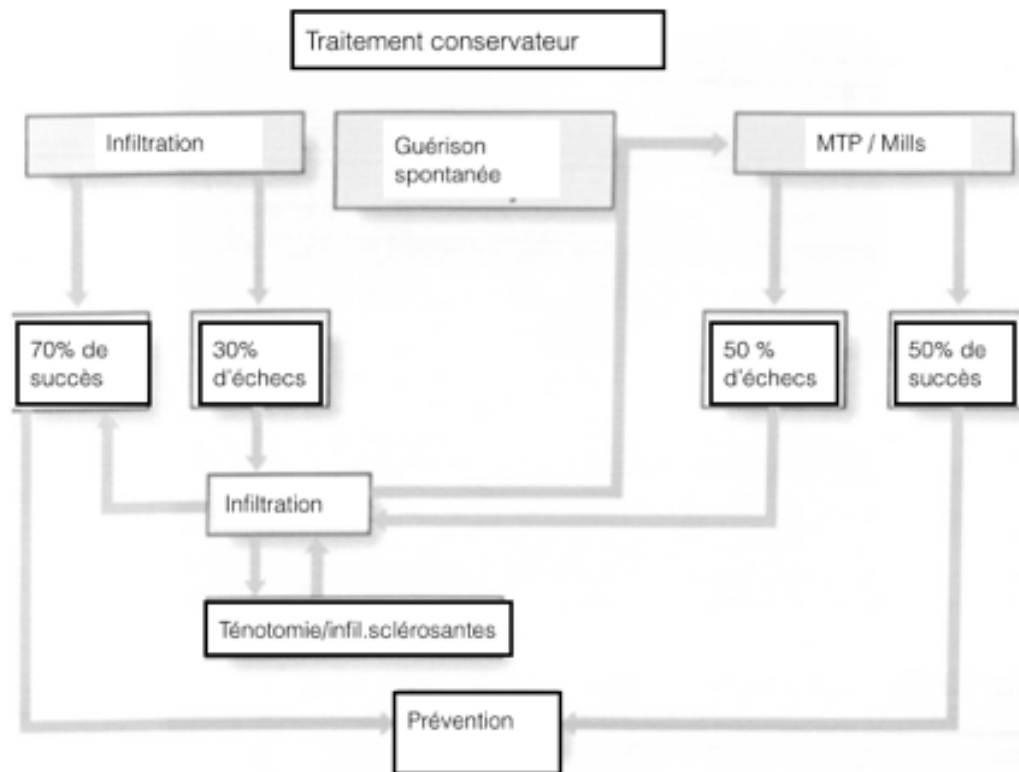 Traitement conservateur
Infiltration
Guérison
spontanée
MTP / Mills
70% de
succès
30%
d'échecs
50 %
d'échecs
50% de
succès
Infiltration
Ténotomie/infil.sclérosantes
Prévention